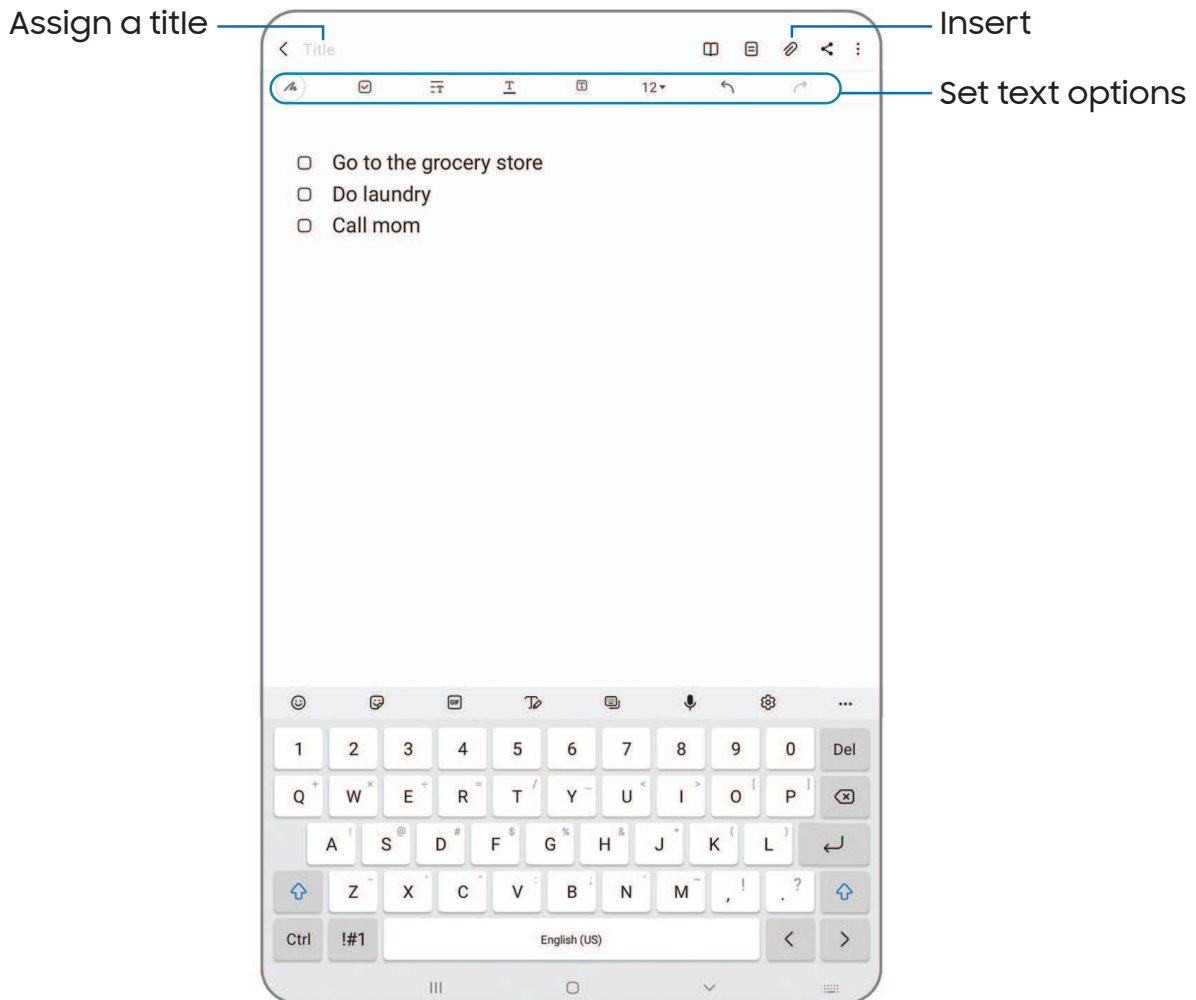 Assign a title
Insert
Title
Set text options
12
Go to the grocery store
Do laundry
Call mom
GIF
1 2 3 4 5 6 7 8 9 0 Del
Q W E R T Y U I O P
A S D F G H J K L
Z X C V B N M , ! . ?
Ctrl !#1 English (US) < >